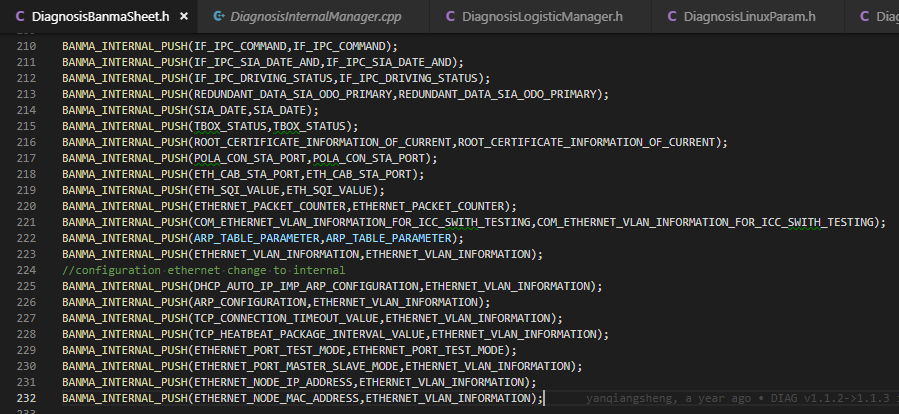 DiagnosisBanmaSheet.h × DiagnosisInternalManager.cpp DiagnosisLogisticManager.h DiagnosisLinuxParam.h Diag
210 BANMA_INTERNAL_PUSH(IF_IPC_COMMAND,IF_IPC_COMMAND);
211 BANMA_INTERNAL_PUSH(IF_IPC_SIA_DATE_AND,IF_IPC_SIA_DATE_AND);
212 BANMA_INTERNAL_PUSH(IF_IPC_DRIVING_STATUS,IF_IPC_DRIVING_STATUS);
213 BANMA_INTERNAL_PUSH(REDUNDANT_DATA_SIA_ODO_PRIMARY,REDUNDANT_DATA_SIA_ODO_PRIMARY);
214 BANMA_INTERNAL_PUSH(SIA_DATE,SIA_DATE);
215 BANMA_INTERNAL_PUSH(TBOX_STATUS,TBOX_STATUS);
216 BANMA_INTERNAL_PUSH(ROOT_CERTIFICATE_INFORMATION_OF_CURRENT,ROOT_CERTIFICATE_INFORMATION_OF_CURRENT);
217 BANMA_INTERNAL_PUSH(POLA_CON_STA_PORT,POLA_CON_STA_PORT);
218 BANMA_INTERNAL_PUSH(ETH_CAB_STA_PORT,ETH_CAB_STA_PORT);
219 BANMA_INTERNAL_PUSH(ETH_SQI_VALUE,ETH_SQI_VALUE);
220 BANMA_INTERNAL_PUSH(ETHERNET_PACKET_COUNTER,ETHERNET_PACKET_COUNTER);
221 BANMA_INTERNAL_PUSH(COM_ETHERNET_VLAN_INFORMATION_FOR_ICC_SWITH_TESTING,COM_ETHERNET_VLAN_INFORMATION_FOR_ICC_SWITH_TESTING);
222 BANMA_INTERNAL_PUSH(ARP_TABLE_PARAMETER,ARP_TABLE_PARAMETER);
223 BANMA_INTERNAL_PUSH(ETHERNET_VLAN_INFORMATION,ETHERNET_VLAN_INFORMATION);
224 //configuration ethernet change to internal
225 BANMA_INTERNAL_PUSH(DHCP_AUTO_IP_IMP_ARP_CONFIGURATION,ETHERNET_VLAN_INFORMATION);
226 BANMA_INTERNAL_PUSH(ARP_CONFIGURATION,ETHERNET_VLAN_INFORMATION);
227 BANMA_INTERNAL_PUSH(TCP_CONNECTION_TIMEOUT_VALUE,ETHERNET_VLAN_INFORMATION);
228 BANMA_INTERNAL_PUSH(TCP_HEATBEAT_PACKAGE_INTERVAL_VALUE,ETHERNET_VLAN_INFORMATION);
229 BANMA_INTERNAL_PUSH(ETHERNET_PORT_TEST_MODE,ETHERNET_PORT_TEST_MODE);
230 BANMA_INTERNAL_PUSH(ETHERNET_PORT_MASTER_SLAVE_MODE,ETHERNET_VLAN_INFORMATION);
231 BANMA_INTERNAL_PUSH(ETHERNET_NODE_IP_ADDRESS,ETHERNET_VLAN_INFORMATION);
232 BANMA_INTERNAL_PUSH(ETHERNET_NODE_MAC_ADDRESS,ETHERNET_VLAN_INFORMATION); yanqiangsheng, a year ago • DIAG v1.1.2->1.1.3